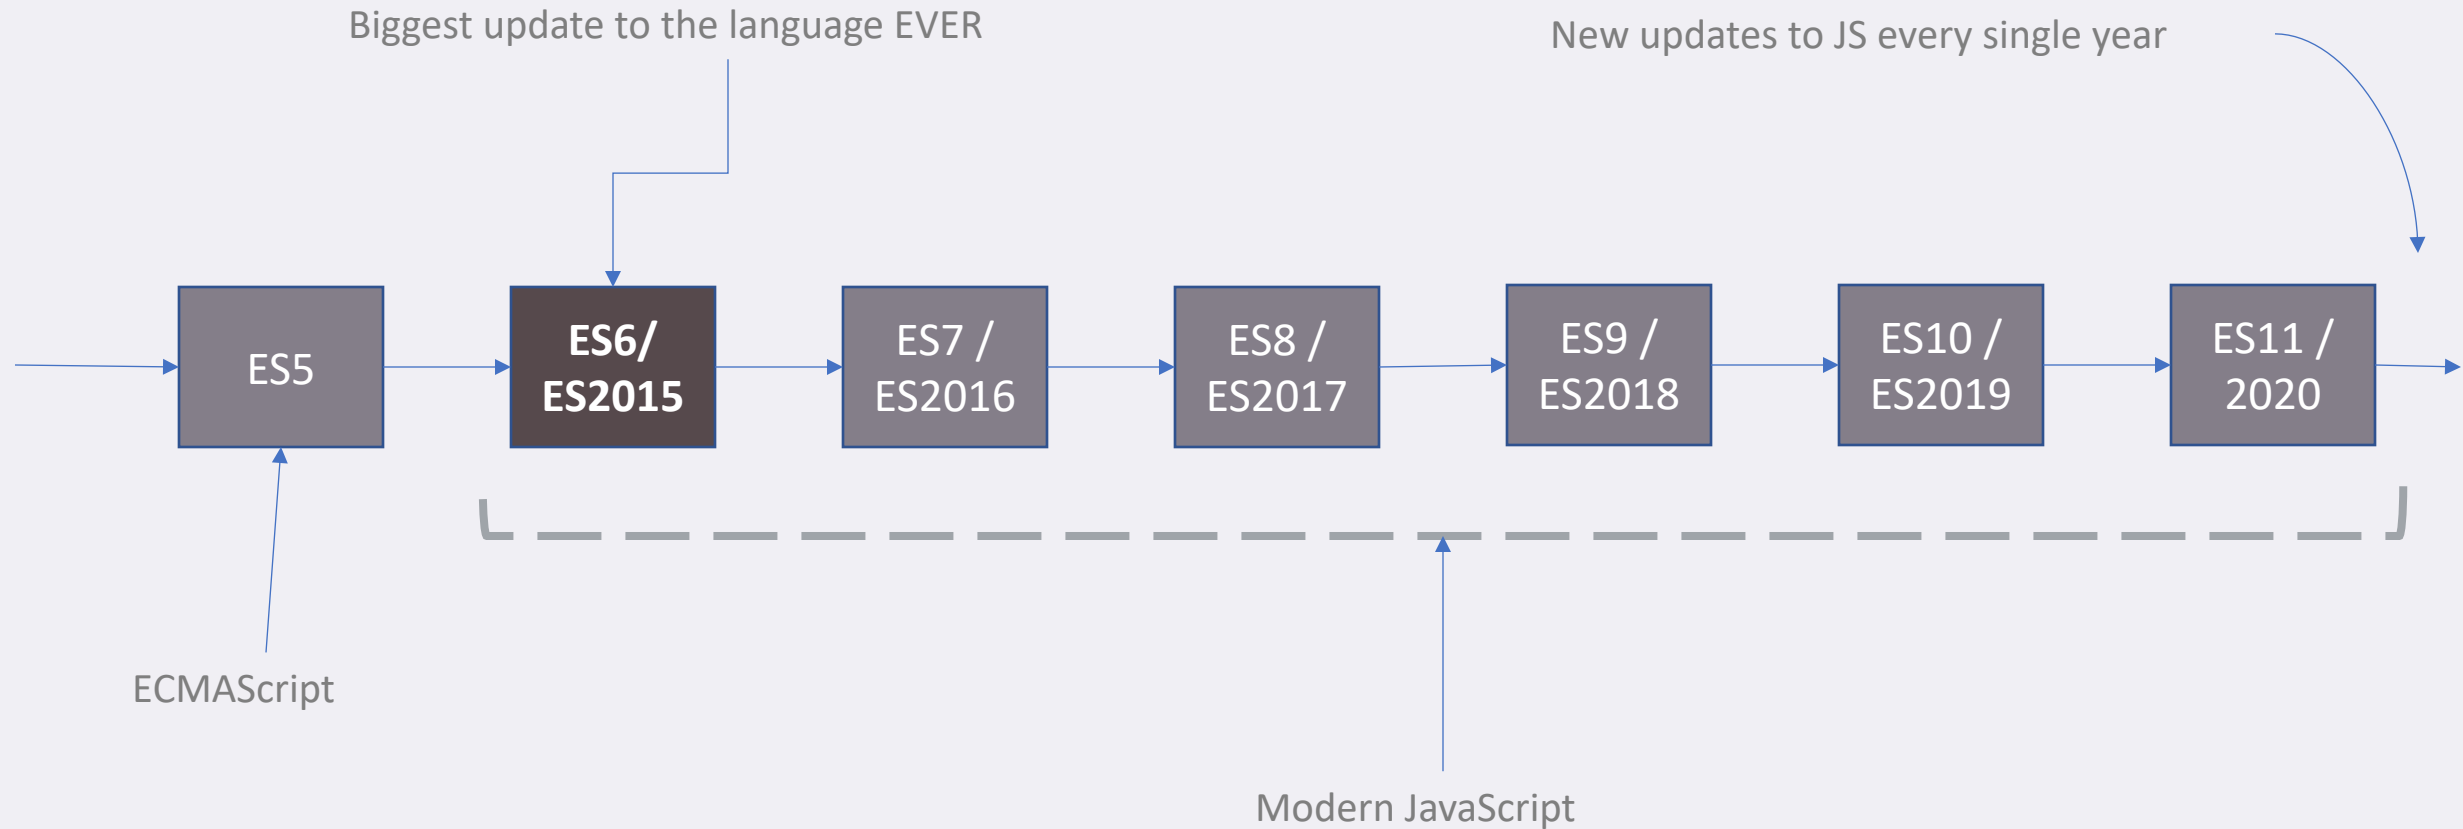 Biggest update to the language EVER
New updates to JS every single year
ES5
ES6/
ES2015
ES7 /
ES2016
ES8 /
ES2017
ES9 /
ES2018
ES10 /
ES2019
ES11 /
2020
ECMAScript
Modern JavaScript